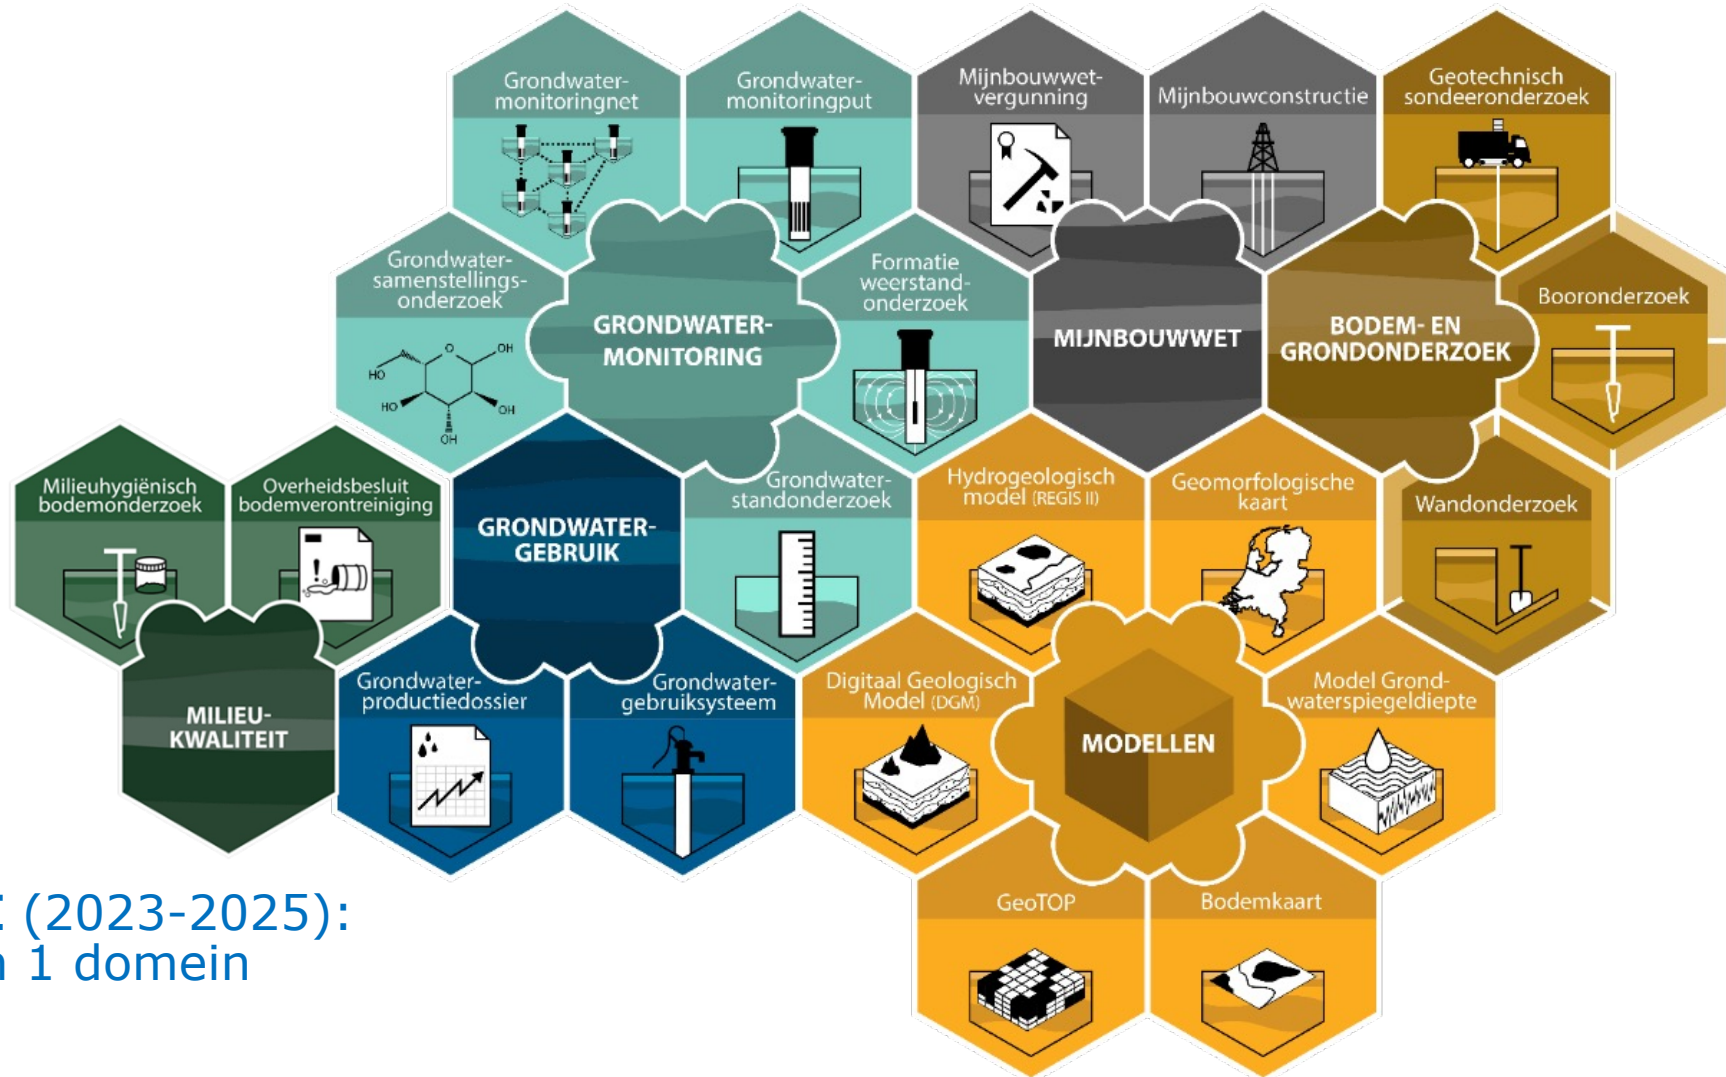 Grondwater-
monitoringnet
Grondwater-
monitoringput
Mijnbouwwet-
vergunning
Mijnbouwconstructie
Geotechnisch
sondeeronderzoek
Grondwater-
samenstellings-
onderzoek
O
OH
HO
HO
OH
OH
GRONDWATER-
MONITORING
Formatie
weerstand-
onderzoek
MIJNBOUWWET
BODEM- EN
GRONDONDERZOEK
Booronderzoek
Milieuhygiënisch
bodemonderzoek
Overheidsbesluit
bodemverontreiniging
!
GRONDWATER-
GEBRUIK
Grondwater-
standonderzoek
Hydrogeologisch
model (REGIS II)
Geomorfologische
kaart
Wandonderzoek
MILIEU-
KWALITEIT
Grondwater-
productiedossier
Grondwater-
gebruiksysteem
Digitaal Geologisch
Model (DGM)
MODELLEN
Model Grond-
waterspiegeldiepte
GeoTOP
Bodemkaart
(2023-2025):
1 domein